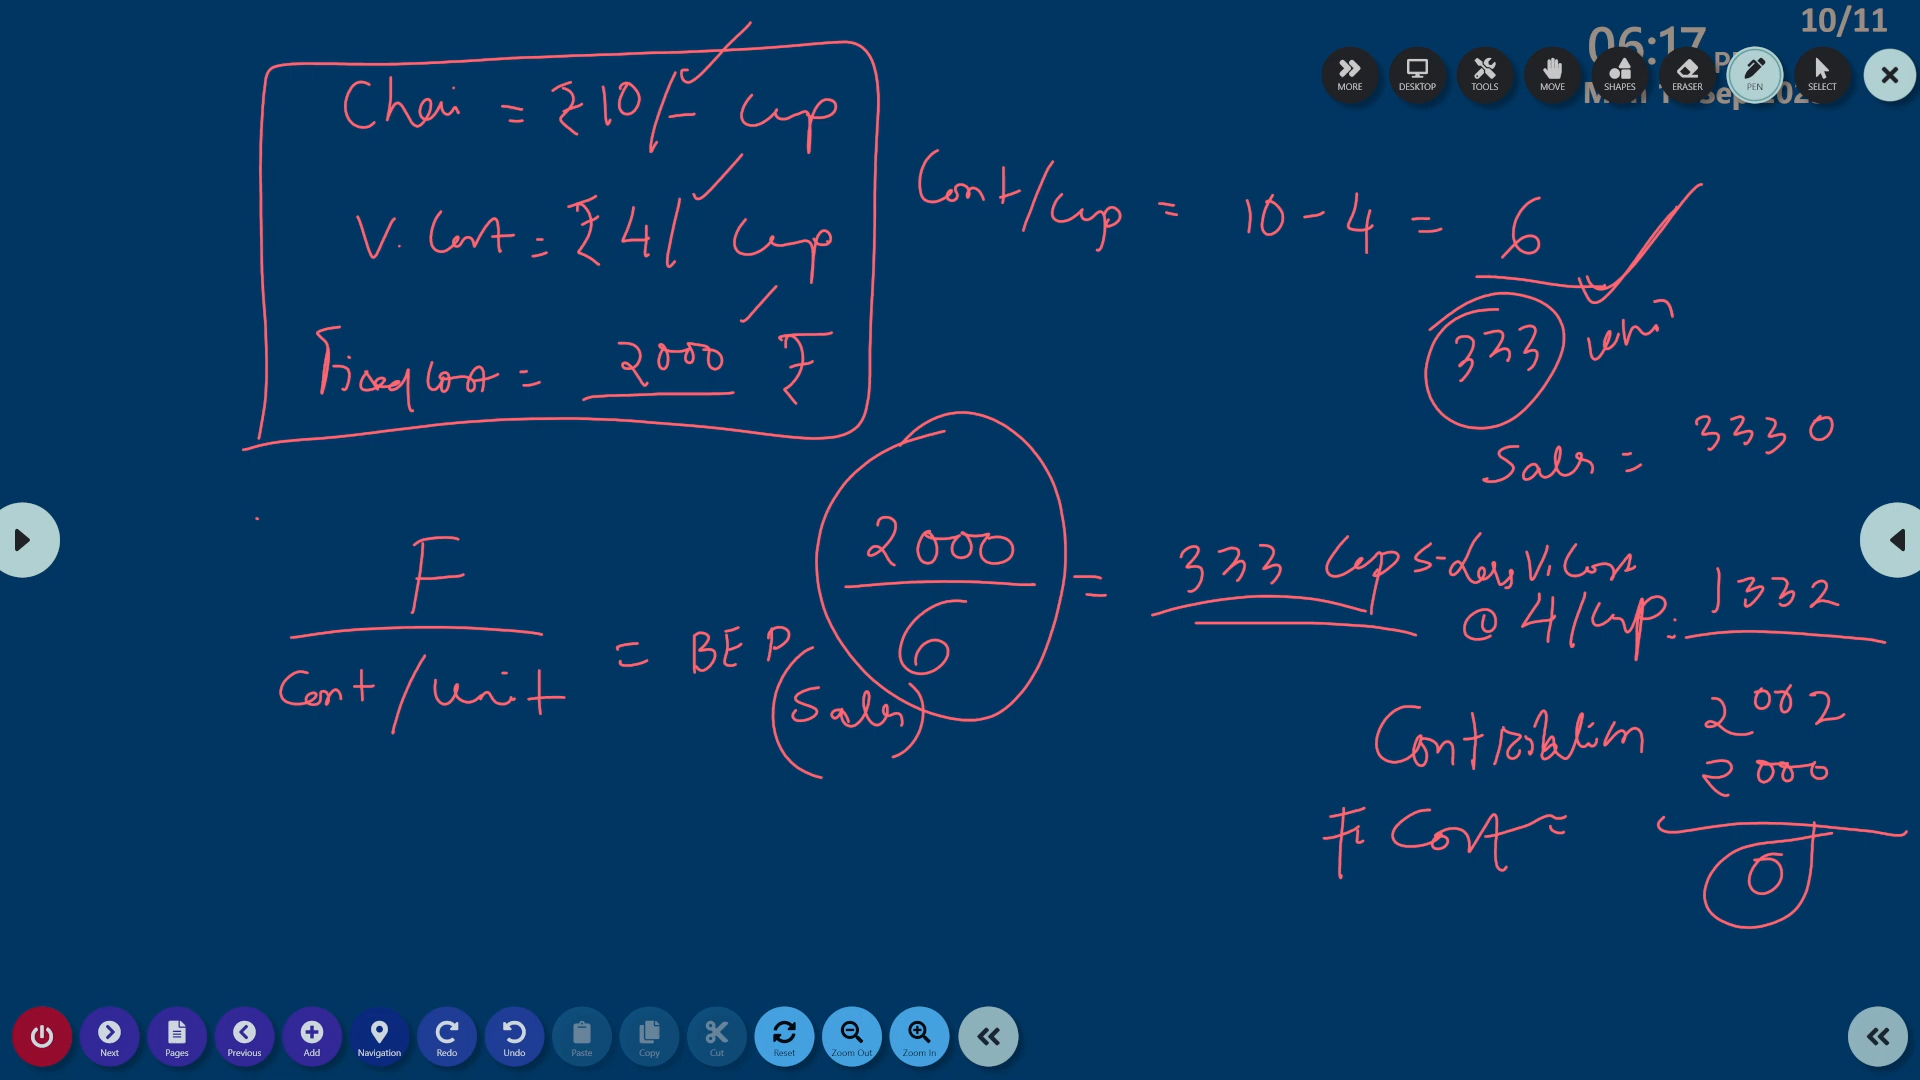 10/11
06:17
MORE DESKTOP TOOLS MOVE SHAPES ERASER PEN SELECT
Chai = ₹10/- cup
V. Cost = ₹4/ cup
Fixed cost = 2000 ₹
Cont/cup = 10 - 4 = 6
333 unit
Sales = 3330
F
Cont/unit
= BEP
(Sales)
2000
6
= 333 cups
Less V. Cost
@ 4/cup = 1332
Contribution 2002
2000
F. Cost =
0
Next Pages Previous Add Navigation Redo Undo Paste Copy Cut Reset Zoom Out Zoom In